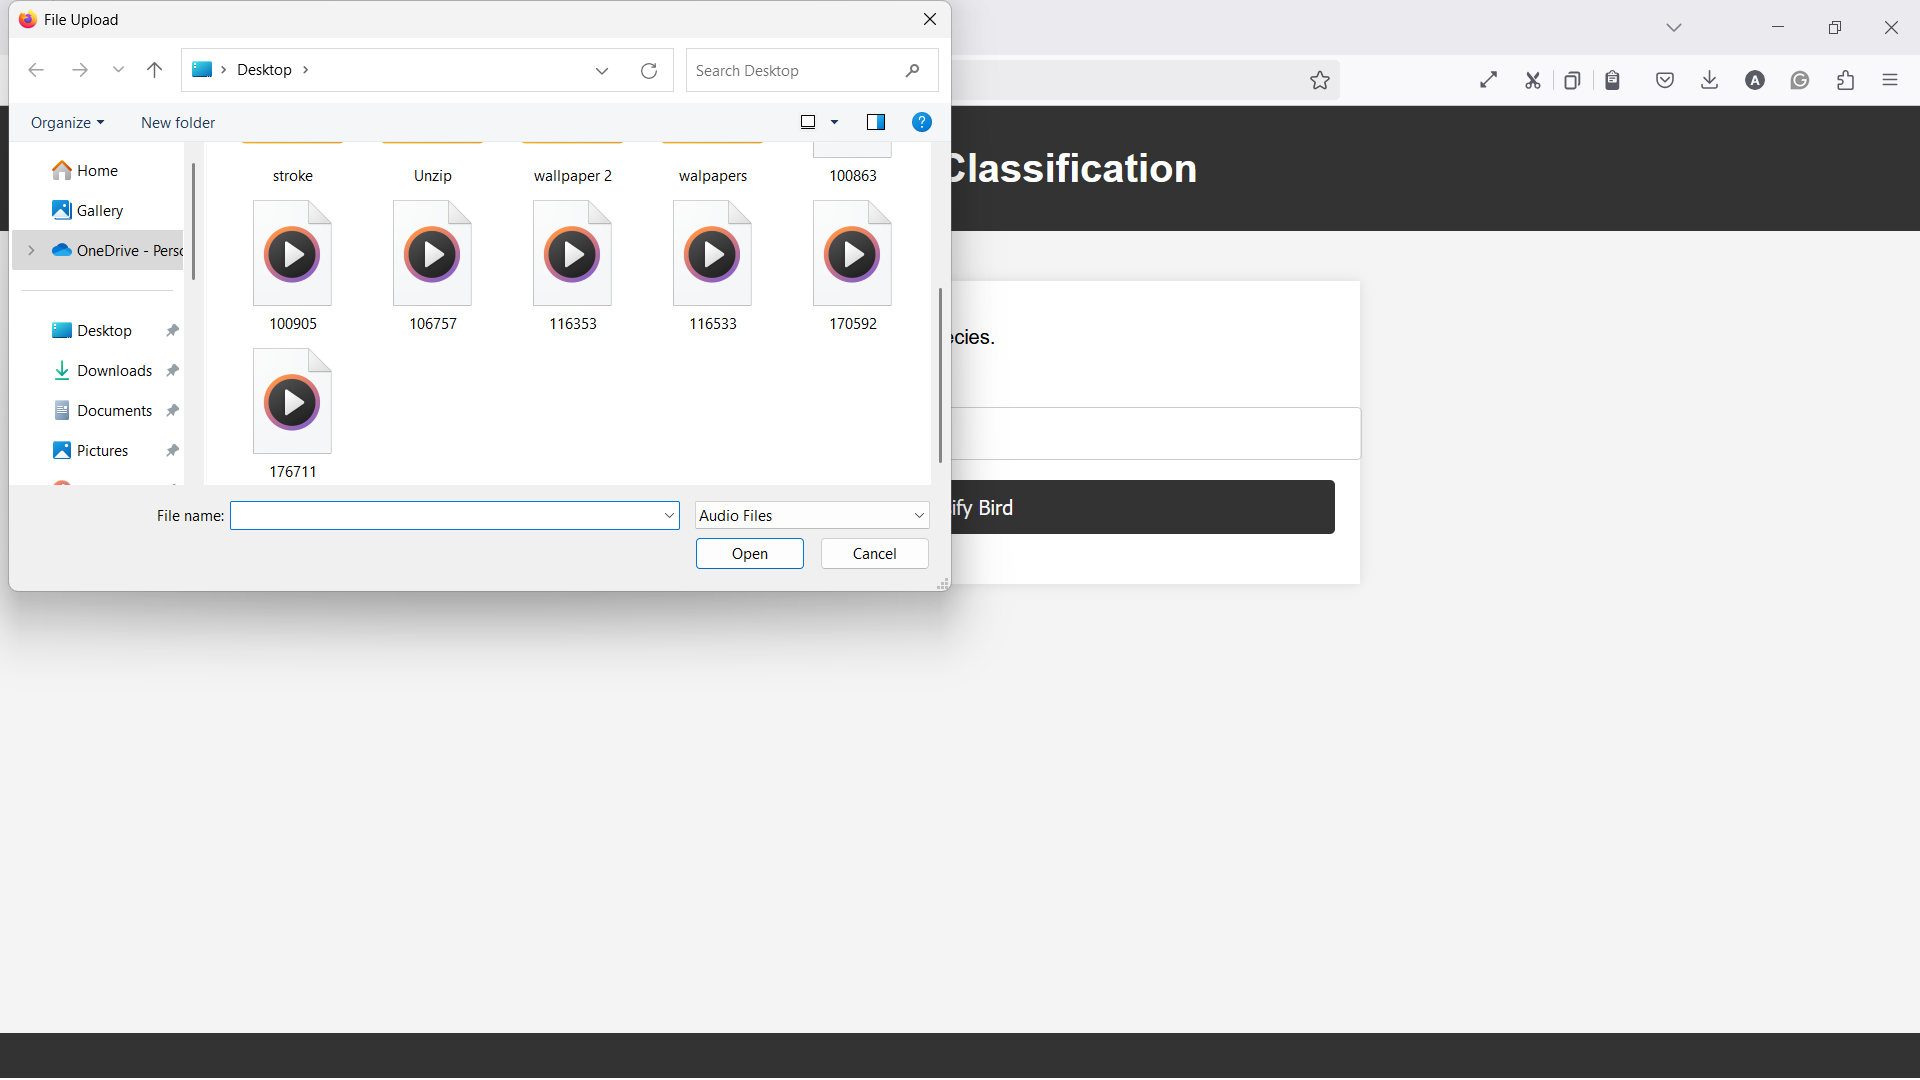 File Upload
Desktop
Search Desktop
Organize
New folder
Home
Gallery
OneDrive - Perso
Desktop
Downloads
Documents
Pictures
stroke
Unzip
wallpaper 2
walpapers
100863
100905
106757
116353
116533
170592
176711
File name:
Audio Files
Open
Cancel
Classification
ecies.
ify Bird
A
G
?